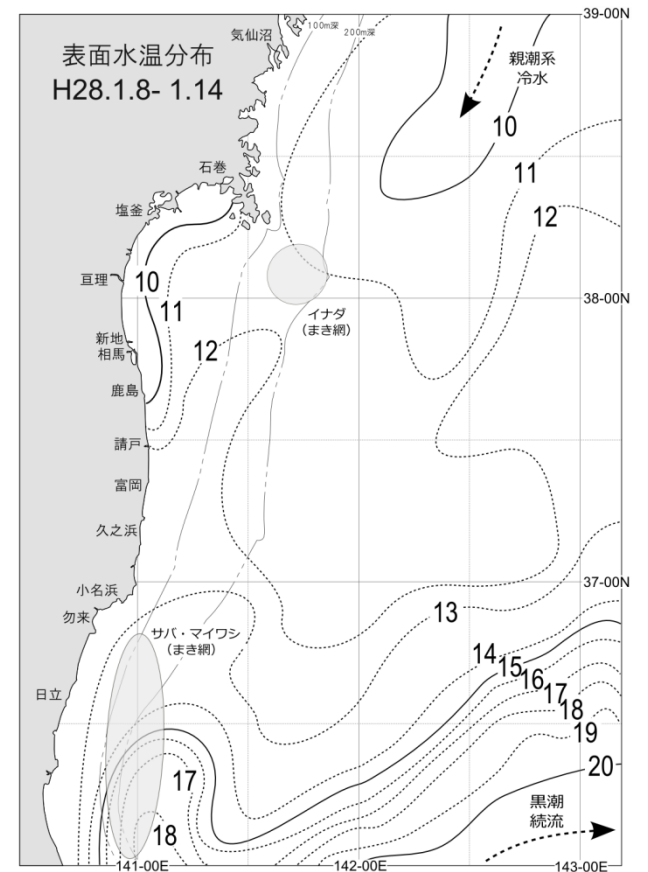 表面水温分布
H28.1.8- 1.14
気仙沼
100m深
200m深
39-00N
親潮系
冷水
10
11
12
石巻
塩釜
亘理
10
11
12
新地
相馬
鹿島
請戸
富岡
久之浜
小名浜
勿来
日立
イナダ
(まき網)
38-00N
37-00N
サバ・マイワシ
(まき網)
13
14
15
16
17
18
19
20
17
18
黒潮
続流
141-00E
142-00E
143-00E